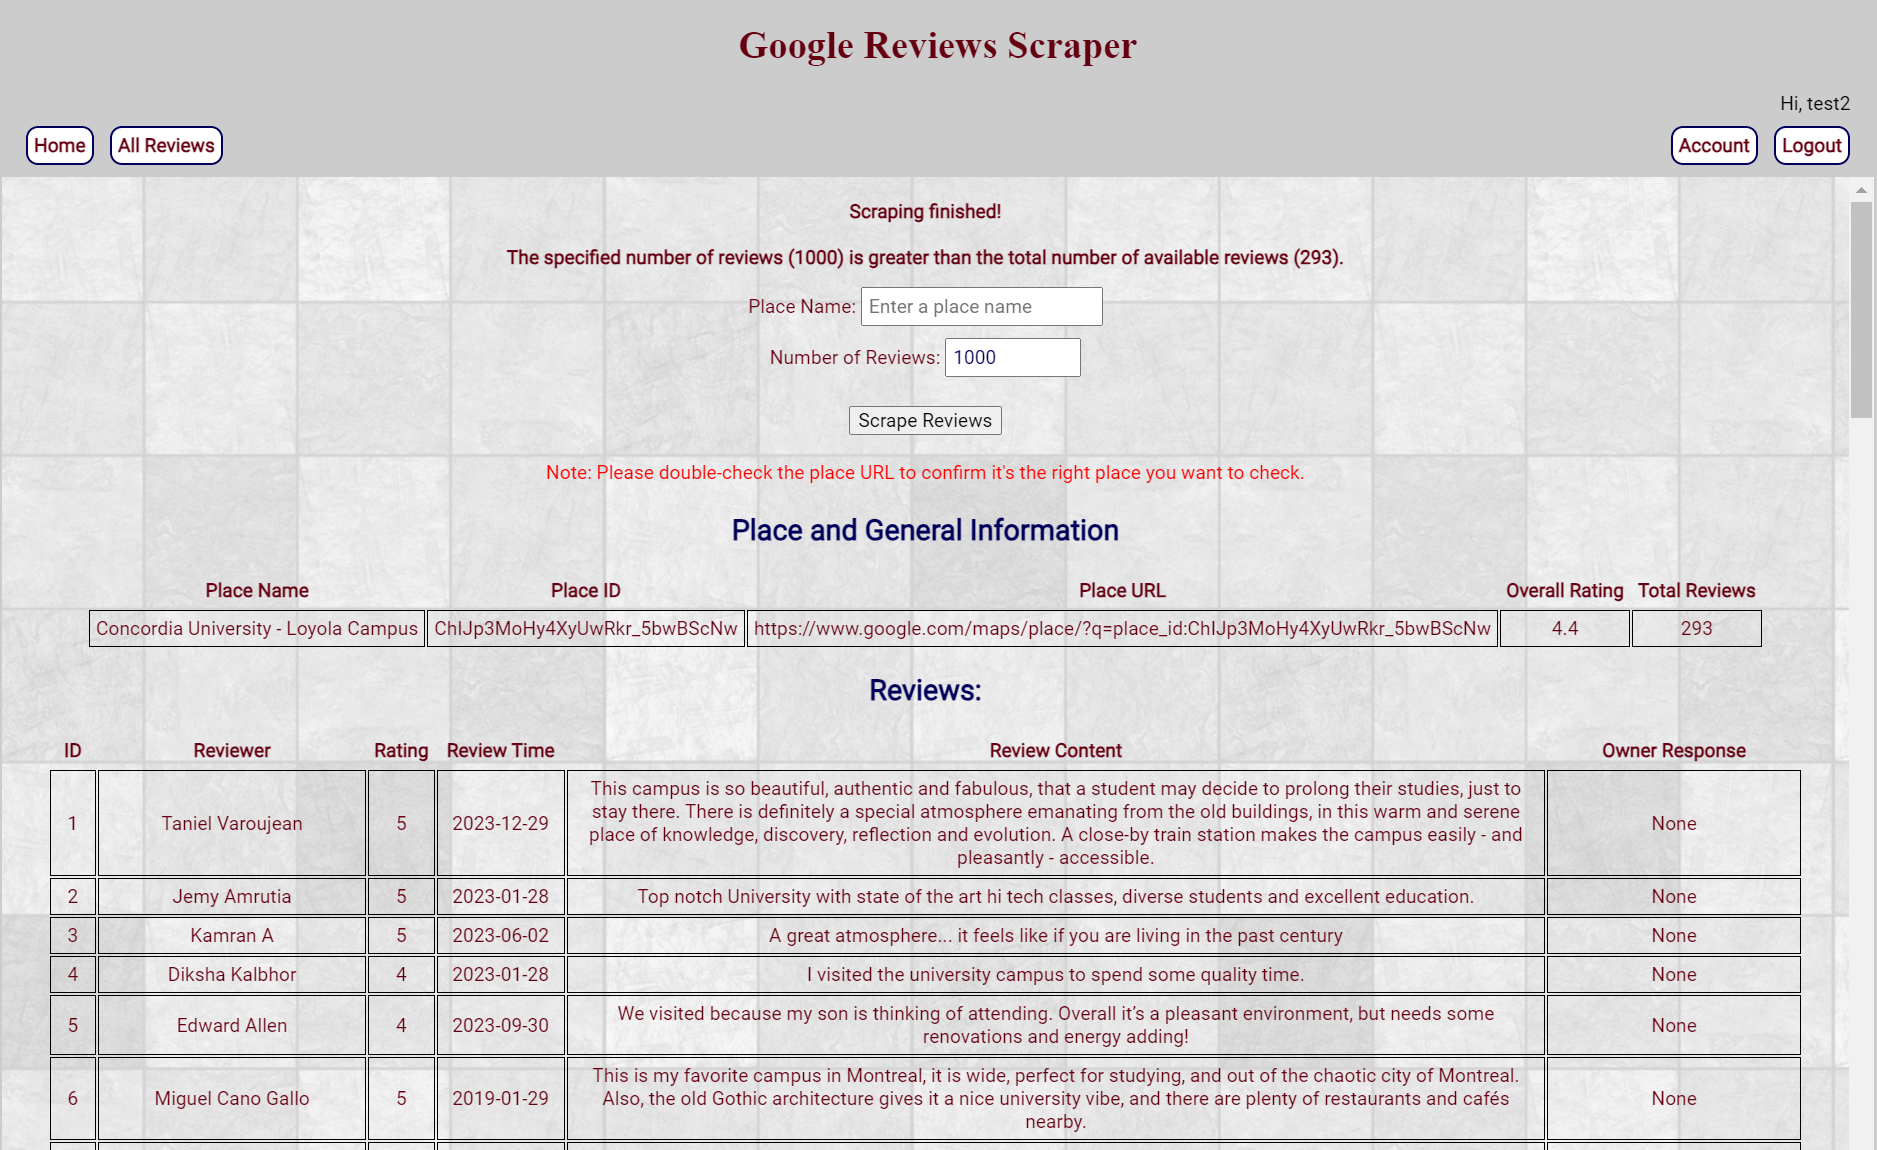 Google Reviews Scraper
Hi, test2
Home All Reviews Account Logout
Scraping finished!
The specified number of reviews (1000) is greater than the total number of available reviews (293).
Place Name: Enter a place name
Number of Reviews: 1000
Scrape Reviews
Note: Please double-check the place URL to confirm it's the right place you want to check.
Place and General Information
Place Name Place ID Place URL Overall Rating Total Reviews
Concordia University - Loyola Campus ChIJp3MoHy4XyUwRkr_5bwBScNw https://www.google.com/maps/place/?q=place_id:ChIJp3MoHy4XyUwRkr_5bwBScNw 4.4 293
Reviews:
ID Reviewer Rating Review Time Review Content Owner Response
1 Taniel Varoujean 5 2023-12-29 This campus is so beautiful, authentic and fabulous, that a student may decide to prolong their studies, just to
stay there. There is definitely a special atmosphere emanating from the old buildings, in this warm and serene
place of knowledge, discovery, reflection and evolution. A close-by train station makes the campus easily - and
pleasantly - accessible. None
2 Jemy Amrutia 5 2023-01-28 Top notch University with state of the art hi tech classes, diverse students and excellent education. None
3 Kamran A 5 2023-06-02 A great atmosphere... it feels like if you are living in the past century None
4 Diksha Kalbhor 4 2023-01-28 I visited the university campus to spend some quality time. None
5 Edward Allen 4 2023-09-30 We visited because my son is thinking of attending. Overall it’s a pleasant environment, but needs some
renovations and energy adding! None
6 Miguel Cano Gallo 5 2019-01-29 This is my favorite campus in Montreal, it is wide, perfect for studying, and out of the chaotic city of Montreal.
Also, the old Gothic architecture gives it a nice university vibe, and there are plenty of restaurants and cafés
nearby. None